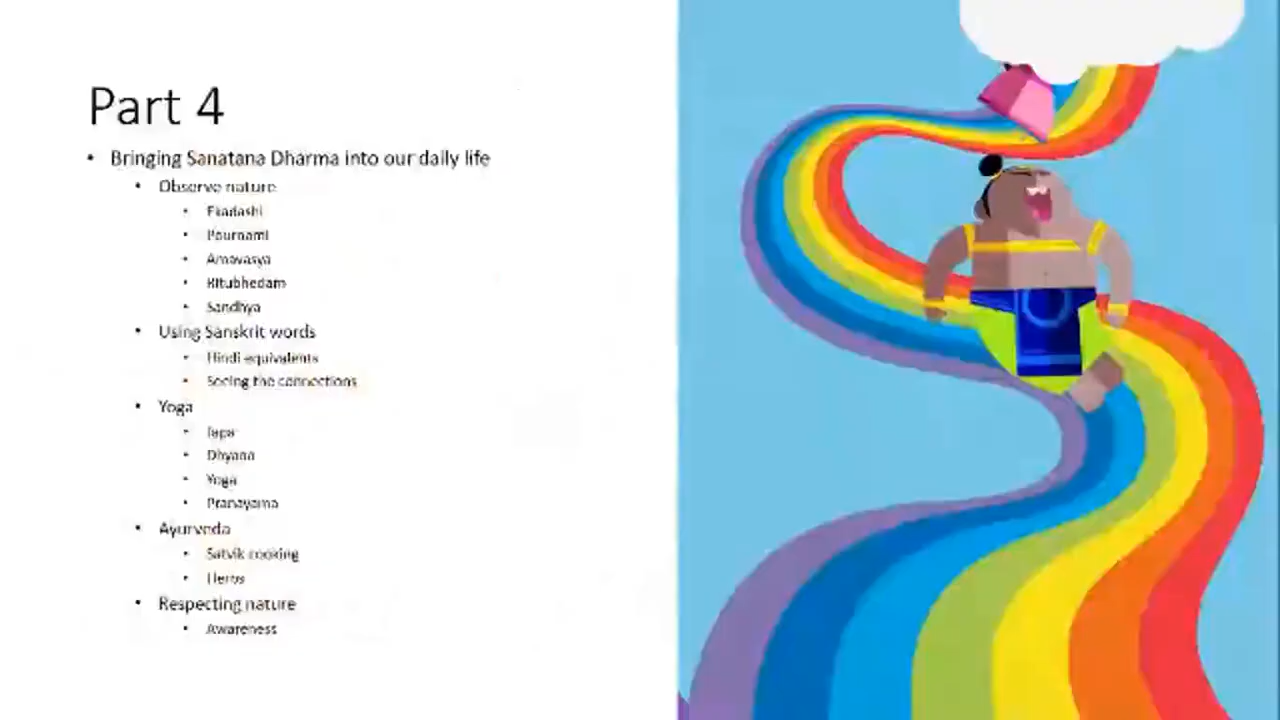 Part 4
• Bringing Sanatana Dharma into our daily life
• Observe nature
• Ekadashi
• Pournami
• Amavasya
• Ritubhedam
• Sandhya
• Using Sanskrit words
• Hindi equivalents
• Seeing the connections
• Yoga
• Japa
• Dhyana
• Yoga
• Pranayama
• Ayurveda
• Satvik cooking
• Herbs
• Respecting nature
• Awareness